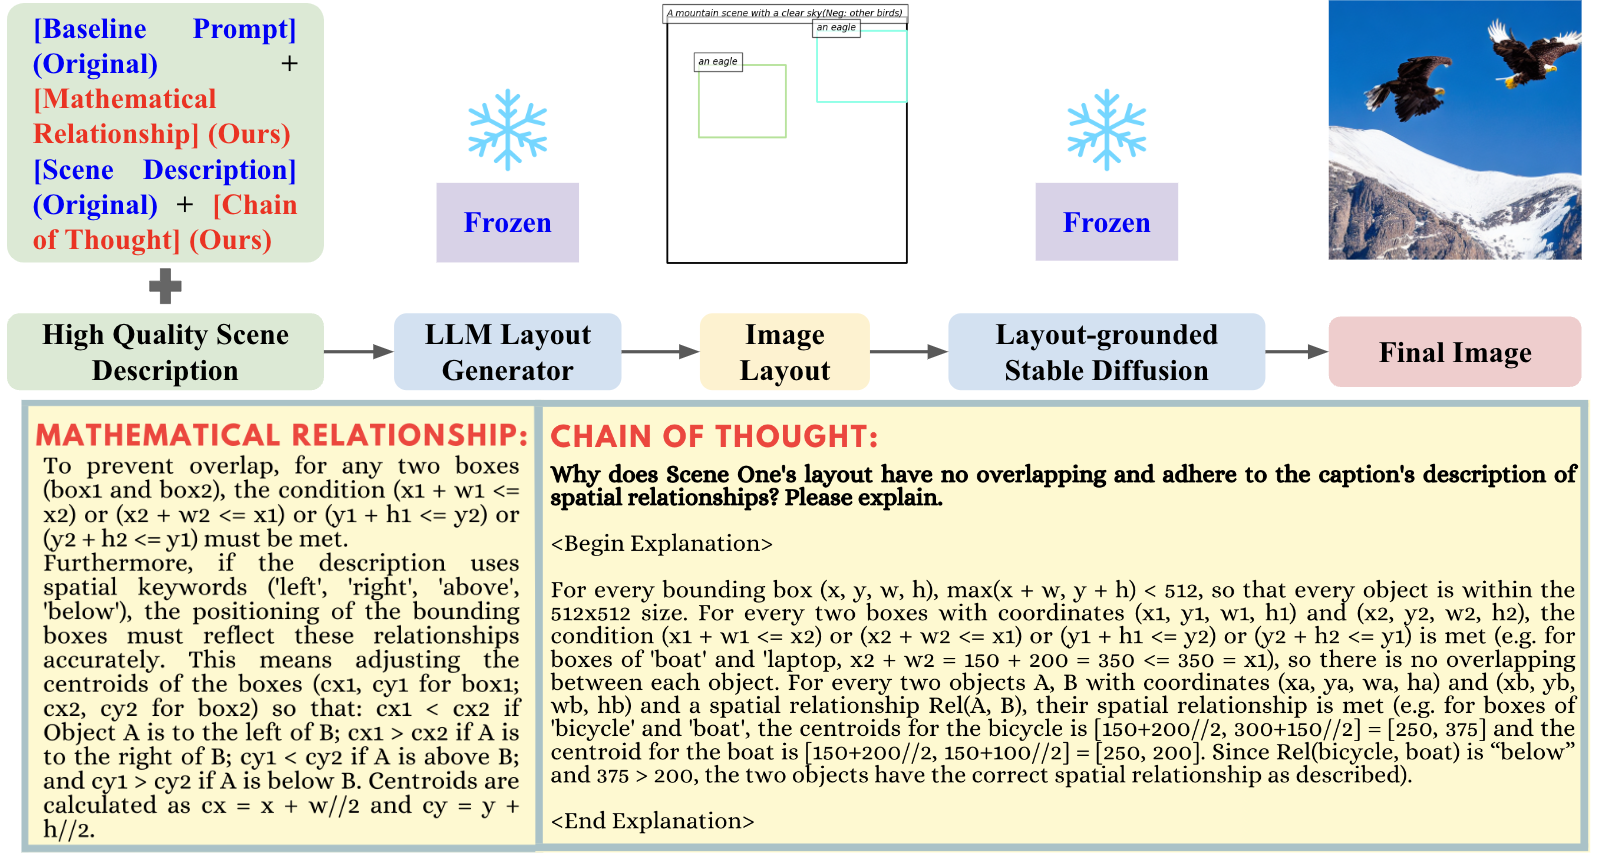 [Baseline Prompt]
(Original) +
[Mathematical
Relationship] (Ours)
[Scene Description]
(Original) + [Chain
of Thought] (Ours)
Frozen
A mountain scene with a clear sky(Neg: other birds)
an eagle
an eagle
Frozen
High Quality Scene
Description
LLM Layout
Generator
Image
Layout
Layout-grounded
Stable Diffusion
Final Image
MATHEMATICAL RELATIONSHIP:
To prevent overlap, for any two boxes
(box1 and box2), the condition (x1 + w1 <=
x2) or (x2 + w2 <= x1) or (y1 + h1 <= y2) or
(y2 + h2 <= y1) must be met.
Furthermore, if the description uses
spatial keywords ('left', 'right', 'above',
'below'), the positioning of the bounding
boxes must reflect these relationships
accurately. This means adjusting the
centroids of the boxes (cx1, cy1 for box1;
cx2, cy2 for box2) so that: cx1 < cx2 if
Object A is to the left of B; cx1 > cx2 if A is
to the right of B; cy1 < cy2 if A is above B;
and cy1 > cy2 if A is below B. Centroids are
calculated as cx = x + w//2 and cy = y +
h//2.
CHAIN OF THOUGHT:
Why does Scene One's layout have no overlapping and adhere to the caption's description of
spatial relationships? Please explain.
<Begin Explanation>
For every bounding box (x, y, w, h), max(x + w, y + h) < 512, so that every object is within the
512x512 size. For every two boxes with coordinates (x1, y1, w1, h1) and (x2, y2, w2, h2), the
condition (x1 + w1 <= x2) or (x2 + w2 <= x1) or (y1 + h1 <= y2) or (y2 + h2 <= y1) is met (e.g. for
boxes of 'boat' and 'laptop, x2 + w2 = 150 + 200 = 350 <= 350 = x1), so there is no overlapping
between each object. For every two objects A, B with coordinates (xa, ya, wa, ha) and (xb, yb,
wb, hb) and a spatial relationship Rel(A, B), their spatial relationship is met (e.g. for boxes of
'bicycle' and 'boat', the centroids for the bicycle is [150+200//2, 300+150//2] = [250, 375] and the
centroid for the boat is [150+200//2, 150+100//2] = [250, 200]. Since Rel(bicycle, boat) is “below”
and 375 > 200, the two objects have the correct spatial relationship as described).
<End Explanation>